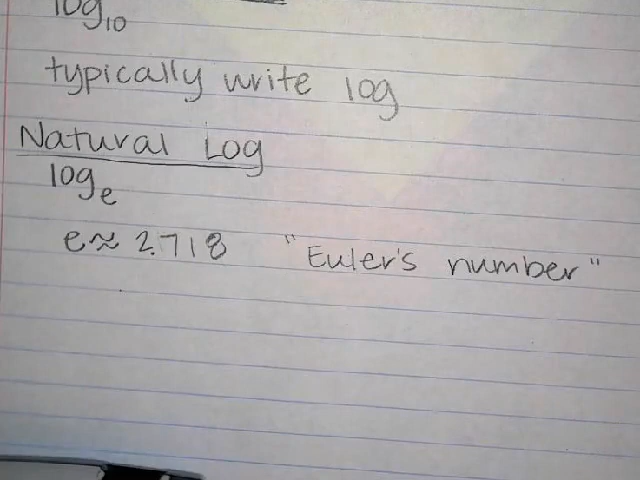 log₁₀
typically write log
Natural Log
logₑ
e≈2.718 "Euler's number"